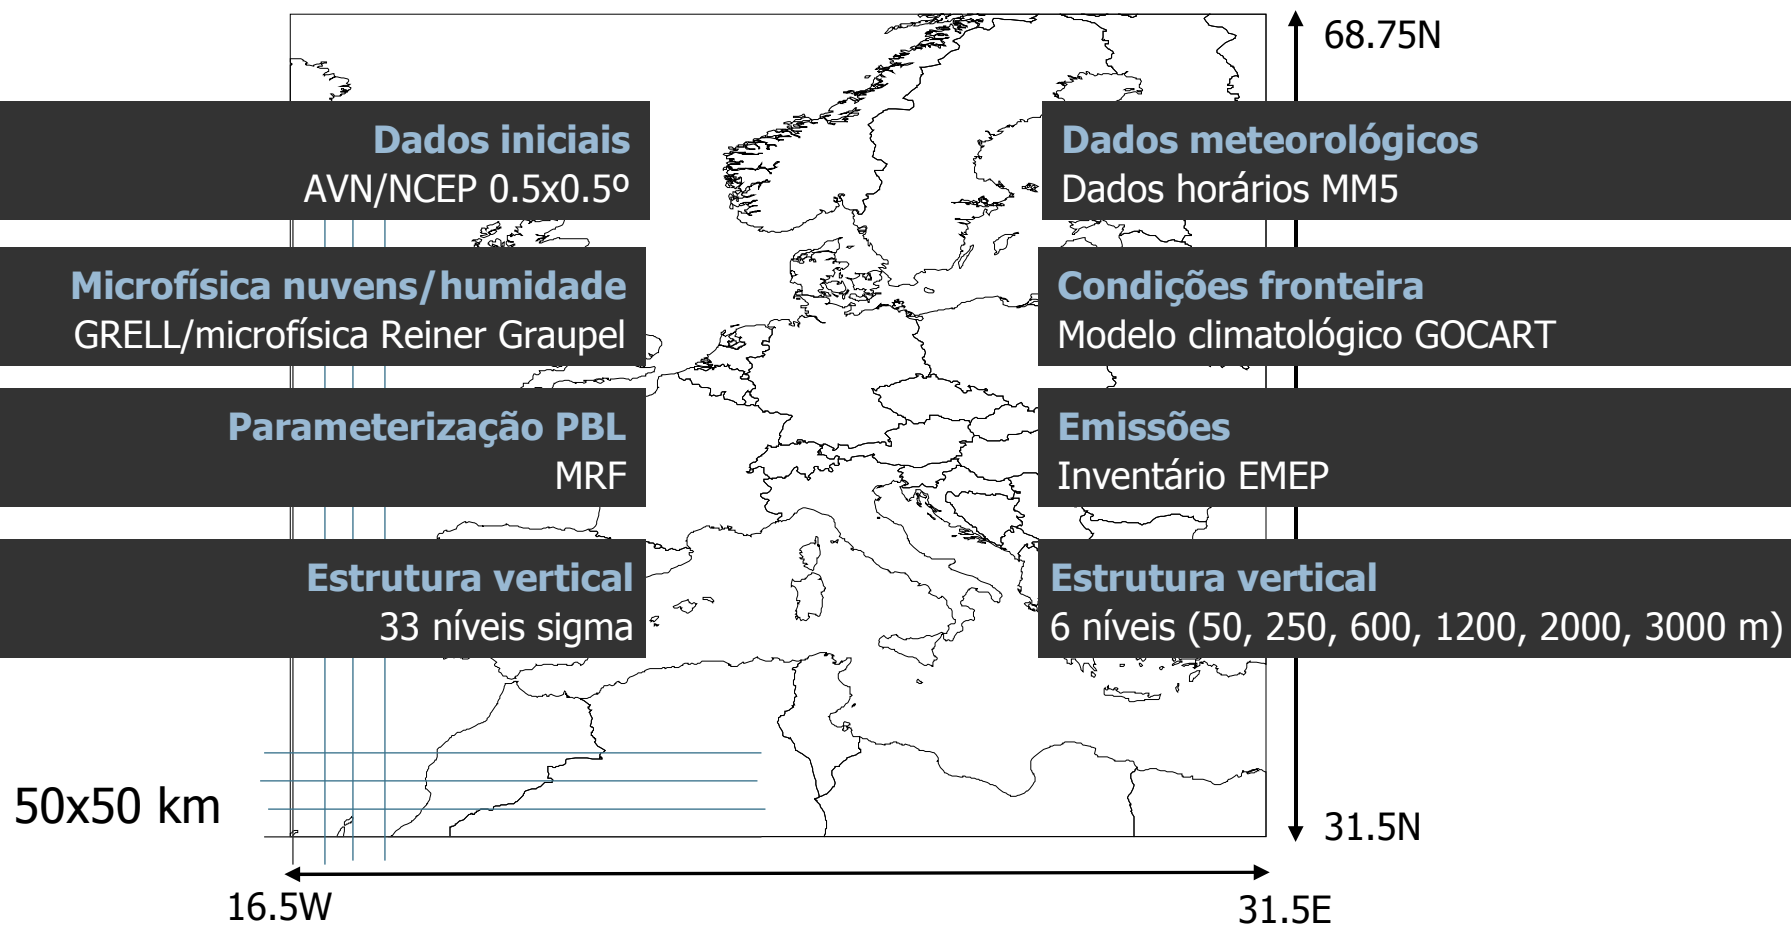 68.75N
Dados iniciais
AVN/NCEP 0.5x0.5º
Dados meteorológicos
Dados horários MM5
Microfísica nuvens/humidade
GRELL/microfísica Reiner Graupel
Condições fronteira
Modelo climatológico GOCART
Parameterização PBL
MRF
Emissões
Inventário EMEP
Estrutura vertical
33 níveis sigma
Estrutura vertical
6 níveis (50, 250, 600, 1200, 2000, 3000 m)
50x50 km
31.5N
16.5W
31.5E